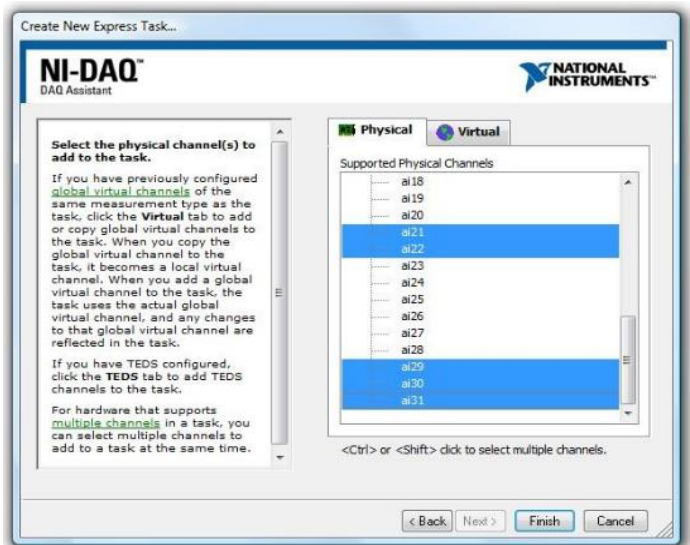 Create New Express Task...
NI-DAQ™
DAQ Assistant
NATIONAL
INSTRUMENTS™
Select the physical channel(s) to
add to the task.
If you have previously configured
global virtual channels of the
same measurement type as the
task, click the Virtual tab to add
or copy global virtual channels to
the task. When you copy the
global virtual channel to the
task, it becomes a local virtual
channel. When you add a global
virtual channel to the task, the
task uses the actual global
virtual channel, and any changes
to that global virtual channel are
reflected in the task.
If you have TEDS configured,
click the TEDS tab to add TEDS
channels to the task.
For hardware that supports
multiple channels in a task, you
can select multiple channels to
add to a task at the same time.
Physical
Virtual
Supported Physical Channels
ai18
ai19
ai20
ai21
ai22
ai23
ai24
ai25
ai26
ai27
ai28
ai29
ai30
ai31
<Ctrl> or <Shift> click to select multiple channels.
< Back
Next >
Finish
Cancel